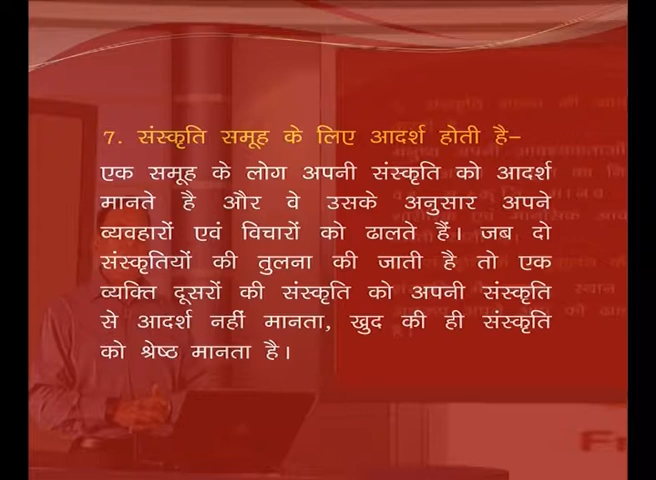 7. संस्कृति समूह के लिए आदर्श होती है–
एक समूह के लोग अपनी संस्कृति को आदर्श
मानते है और वे उसके अनुसार अपने
व्यवहारों एवं विचारों को ढालते हैं। जब दो
संस्कृतियों की तुलना की जाती है तो एक
व्यक्ति दूसरों की संस्कृति को अपनी संस्कृति
से आदर्श नहीं मानता, खुद की ही संस्कृति
को श्रेष्ठ मानता है।